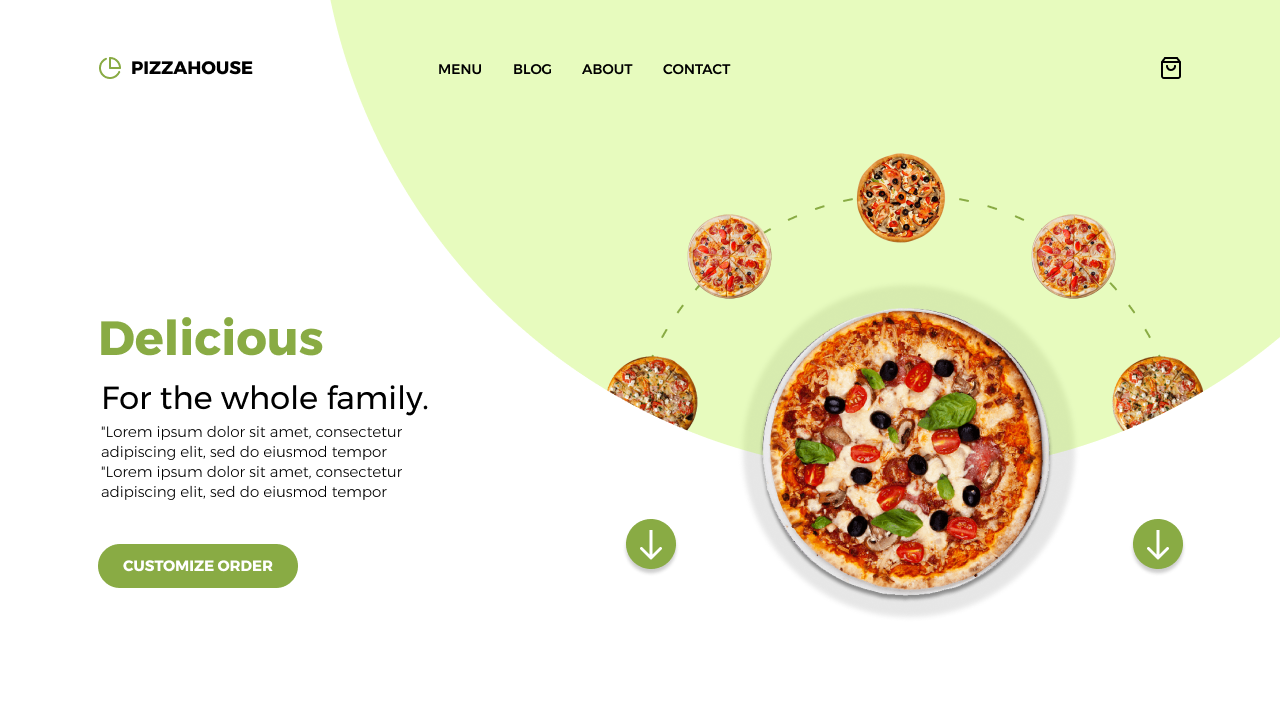 PIZZAHOUSE
MENU BLOG ABOUT CONTACT
Delicious
For the whole family.
"Lorem ipsum dolor sit amet, consectetur
adipiscing elit, sed do eiusmod tempor
"Lorem ipsum dolor sit amet, consectetur
adipiscing elit, sed do eiusmod tempor
CUSTOMIZE ORDER